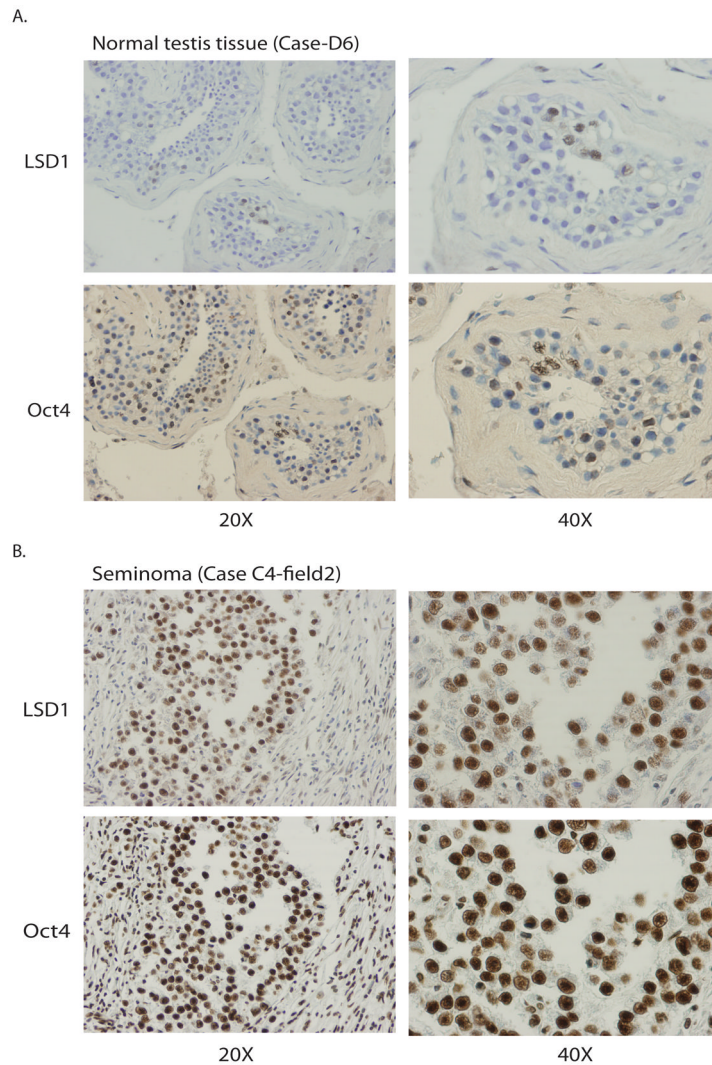 A.
Normal testis tissue (Case-D6)
LSD1
Oct4
20X 40X
B.
Seminoma (Case C4-field2)
LSD1
Oct4
20X 40X